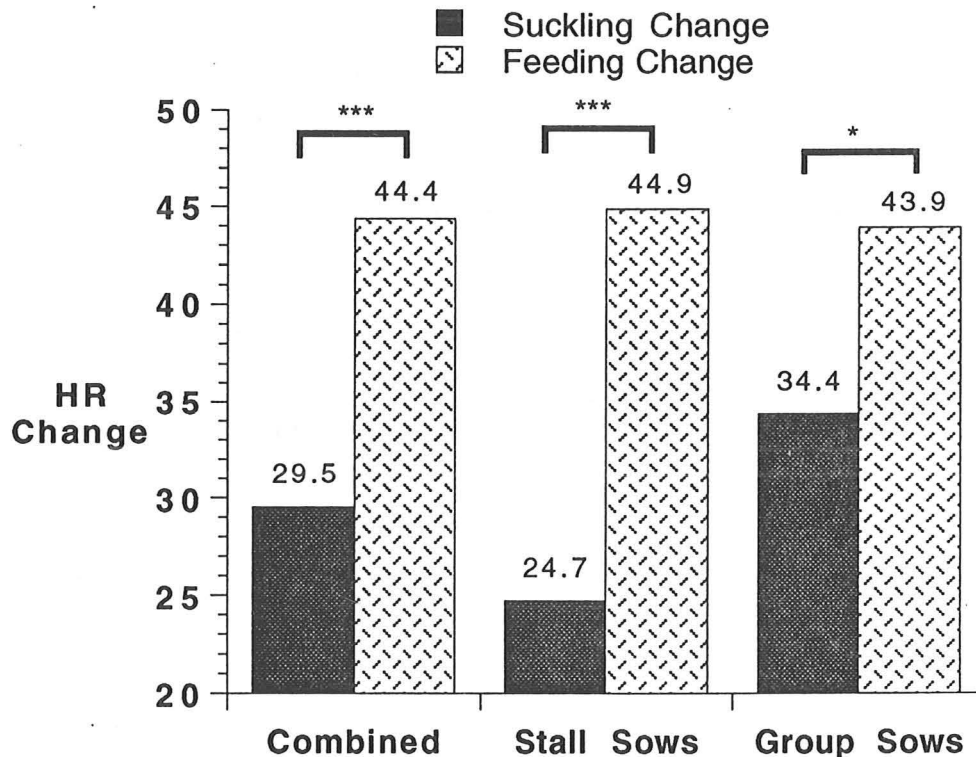 Suckling Change
Feeding Change
50
45
40
35
30
25
20
HR
Change
***
***
*
44.4
44.9
43.9
29.5
24.7
34.4
Combined
Stall Sows
Group Sows